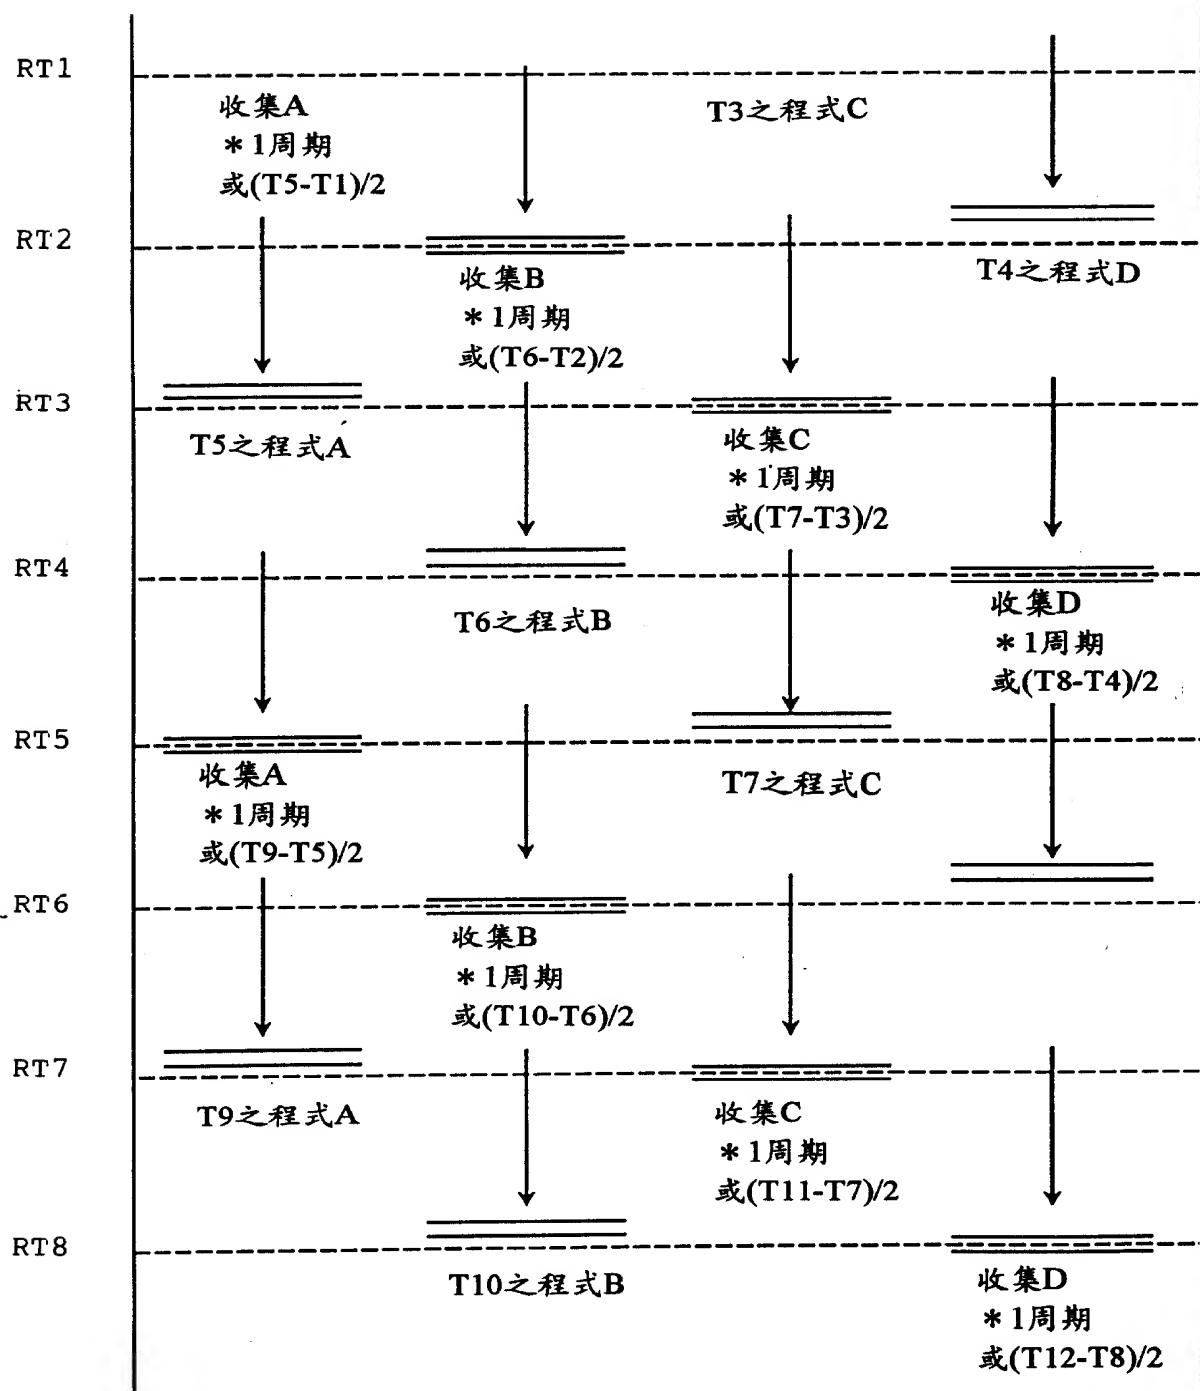 RT1
收集A
＊1周期
或(T5-T1)/2
T3之程式C
RT2
收集B
＊1周期
或(T6-T2)/2
T4之程式D
RT3
T5之程式A
收集C
＊1周期
或(T7-T3)/2
RT4
T6之程式B
收集D
＊1周期
或(T8-T4)/2
RT5
收集A
＊1周期
或(T9-T5)/2
T7之程式C
RT6
收集B
＊1周期
或(T10-T6)/2
RT7
T9之程式A
收集C
＊1周期
或(T11-T7)/2
RT8
T10之程式B
收集D
＊1周期
或(T12-T8)/2